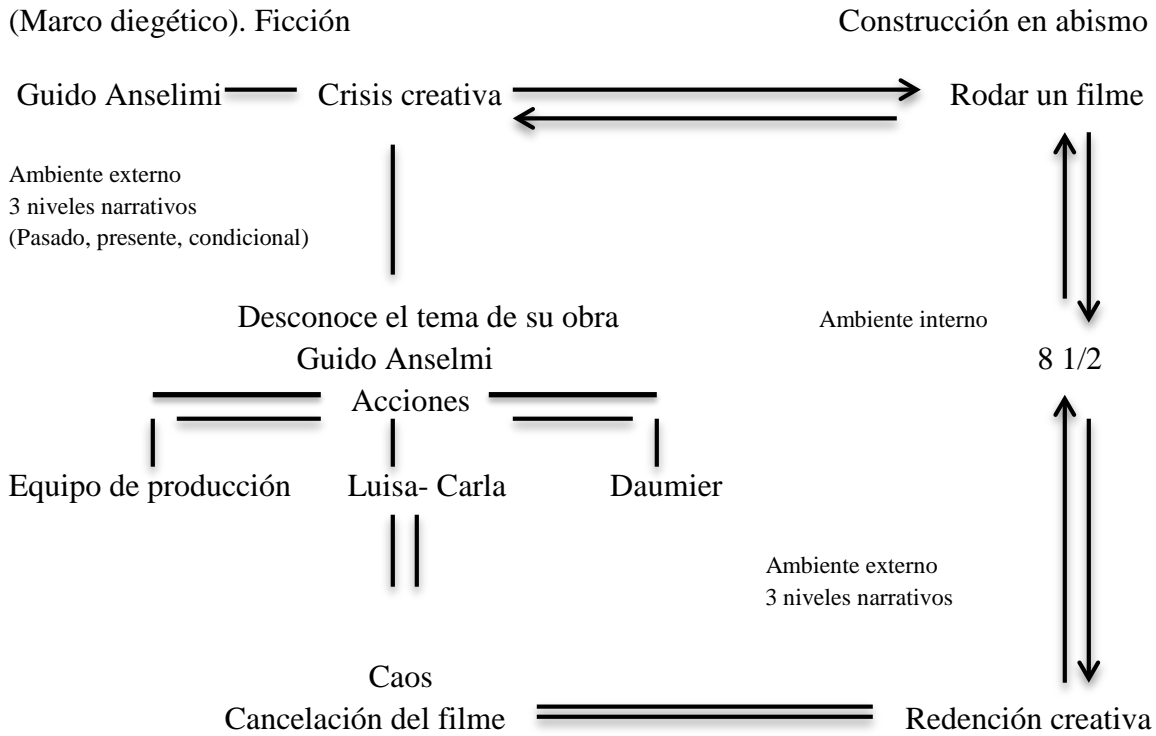 (Marco diegético). Ficción
Construcción en abismo
Guido Anselimi
Crisis creativa
Rodar un filme
Ambiente externo
3 niveles narrativos
(Pasado, presente, condicional)
Desconoce el tema de su obra
Ambiente interno
Guido Anselmi
8 1/2
Acciones
Equipo de producción
Luisa- Carla
Daumier
Ambiente externo
3 niveles narrativos
Caos
Cancelación del filme
Redención creativa